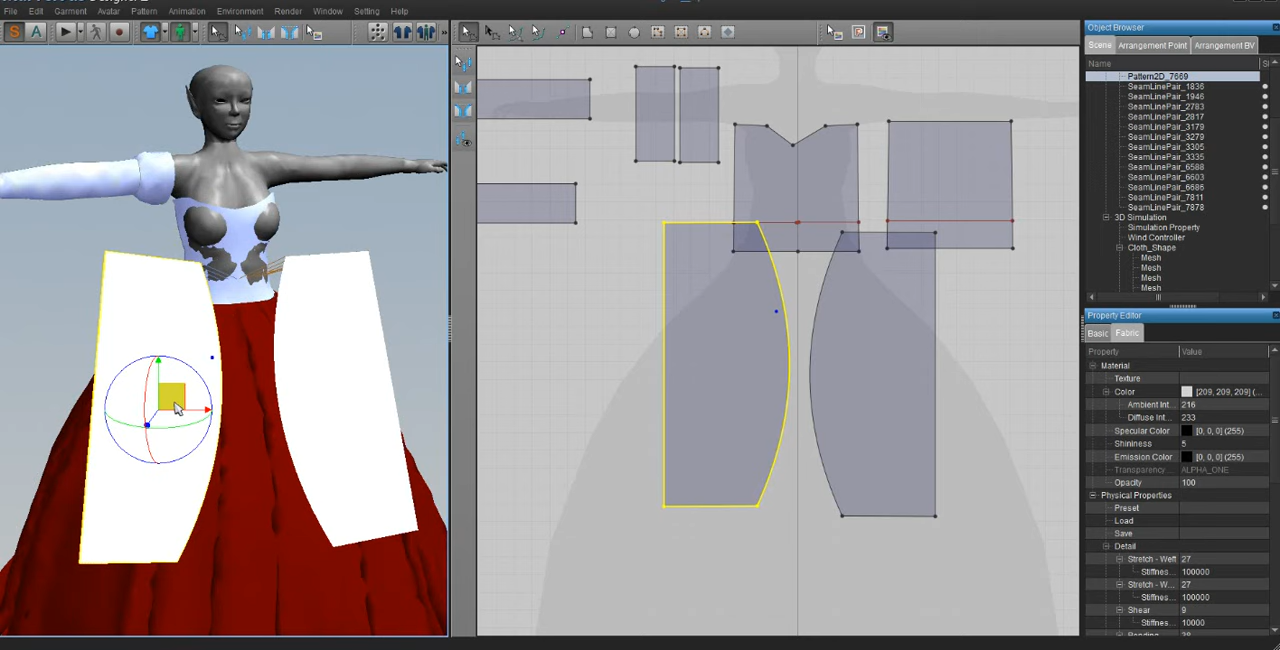 File Edit Garment Avatar Pattern Animation Environment Render Window Setting Help
S A
Object Browser
Scene Arrangement Point Arrangement BV
Name
Pattern2D_7669
SeamLinePair_1836
SeamLinePair_1946
SeamLinePair_2783
SeamLinePair_2817
SeamLinePair_3179
SeamLinePair_3279
SeamLinePair_3305
SeamLinePair_3335
SeamLinePair_6588
SeamLinePair_6603
SeamLinePair_6686
SeamLinePair_7811
SeamLinePair_7878
3D Simulation
Simulation Property
Wind Controller
Cloth_Shape
Mesh
Mesh
Mesh
Mesh
Property Editor
Basic Fabric
Property Value
Material
Texture
Color [209, 209, 209] (...
Ambient Int... 216
Diffuse Int... 233
Specular Color [0, 0, 0] (255)
Shininess 5
Emission Color [0, 0, 0] (255)
Transparency ALPHA_ONE
Opacity 100
Physical Properties
Preset
Load
Save
Detail
Stretch - Weft 27
Stiffnes... 100000
Stretch - W... 27
Stiffnes... 100000
Shear 9
Stiffnes... 10000